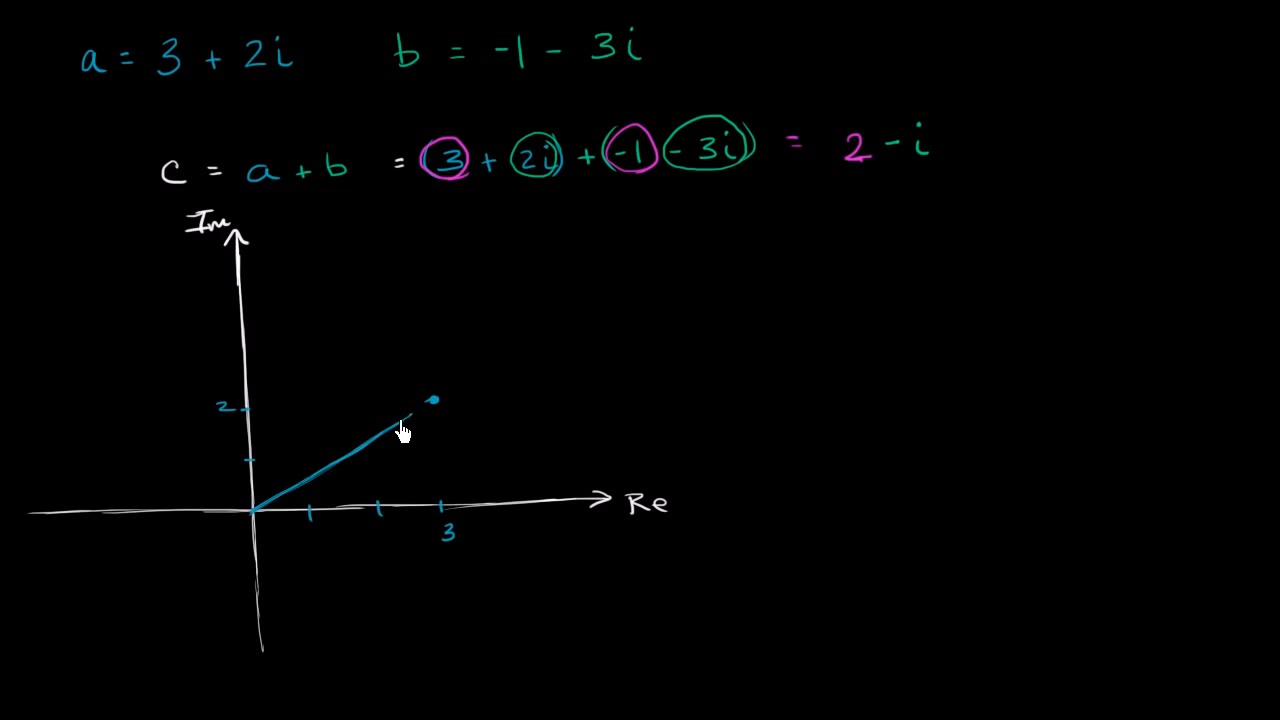 a = 3 + 2i b = -1 - 3i
c = a + b = (3 + 2i) + (-1 - 3i) = 2 - i
Im
2
Re
3